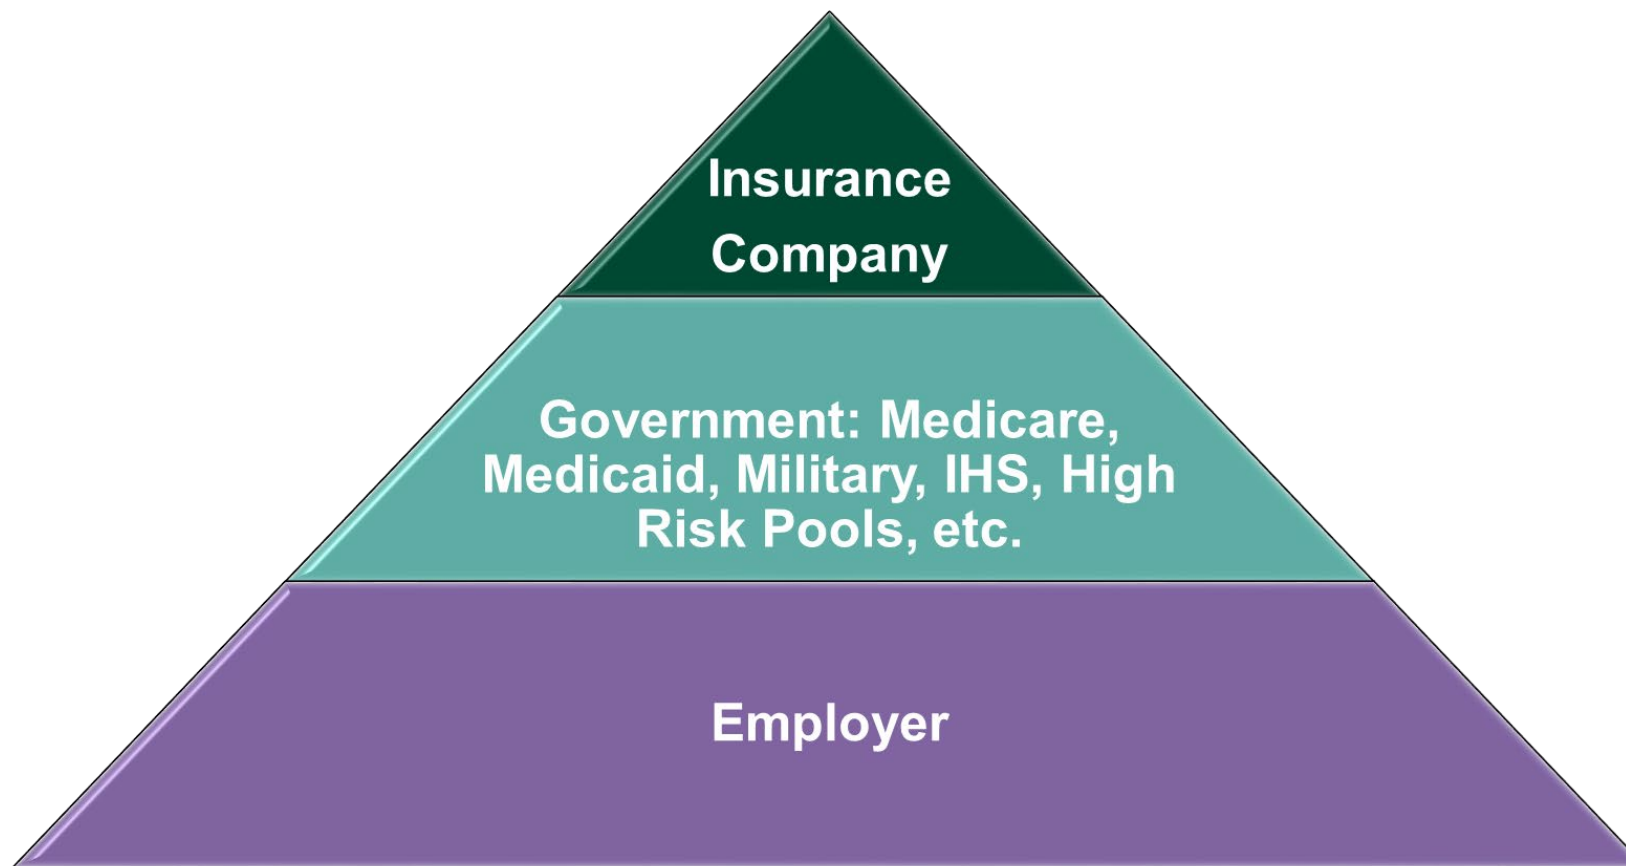 Insurance
Company
Government: Medicare,
Medicaid, Military, IHS, High
Risk Pools, etc.
Employer